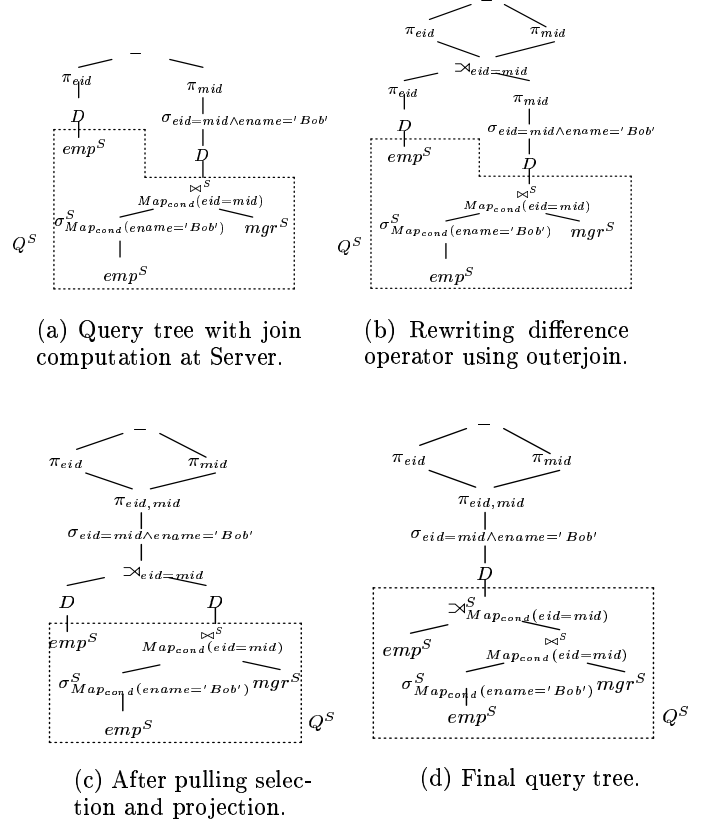 −
π_eid π_mid
D σ_eid=mid∧ename='Bob'
emp^S D
⋈^S
Map_cond(eid=mid)
σ^S_Map_cond(ename='Bob') mgr^S
Q^S
emp^S
(a) Query tree with join
computation at Server.
−
π_eid π_mid
⟕_eid=mid
π_eid π_mid
D σ_eid=mid∧ename='Bob'
emp^S D
⋈^S
Map_cond(eid=mid)
σ^S_Map_cond(ename='Bob') mgr^S
Q^S
emp^S
(b) Rewriting difference
operator using outerjoin.
−
π_eid π_mid
π_eid,mid
σ_eid=mid∧ename='Bob'
⟕_eid=mid
D D
emp^S ⋈^S
Map_cond(eid=mid)
σ^S_Map_cond(ename='Bob') mgr^S
emp^S Q^S
(c) After pulling selec-
tion and projection.
−
π_eid π_mid
π_eid,mid
σ_eid=mid∧ename='Bob'
D
⟕^S_Map_cond(eid=mid)
emp^S ⋈^S
Map_cond(eid=mid)
σ^S_Map_cond(ename='Bob') mgr^S
emp^S Q^S
(d) Final query tree.